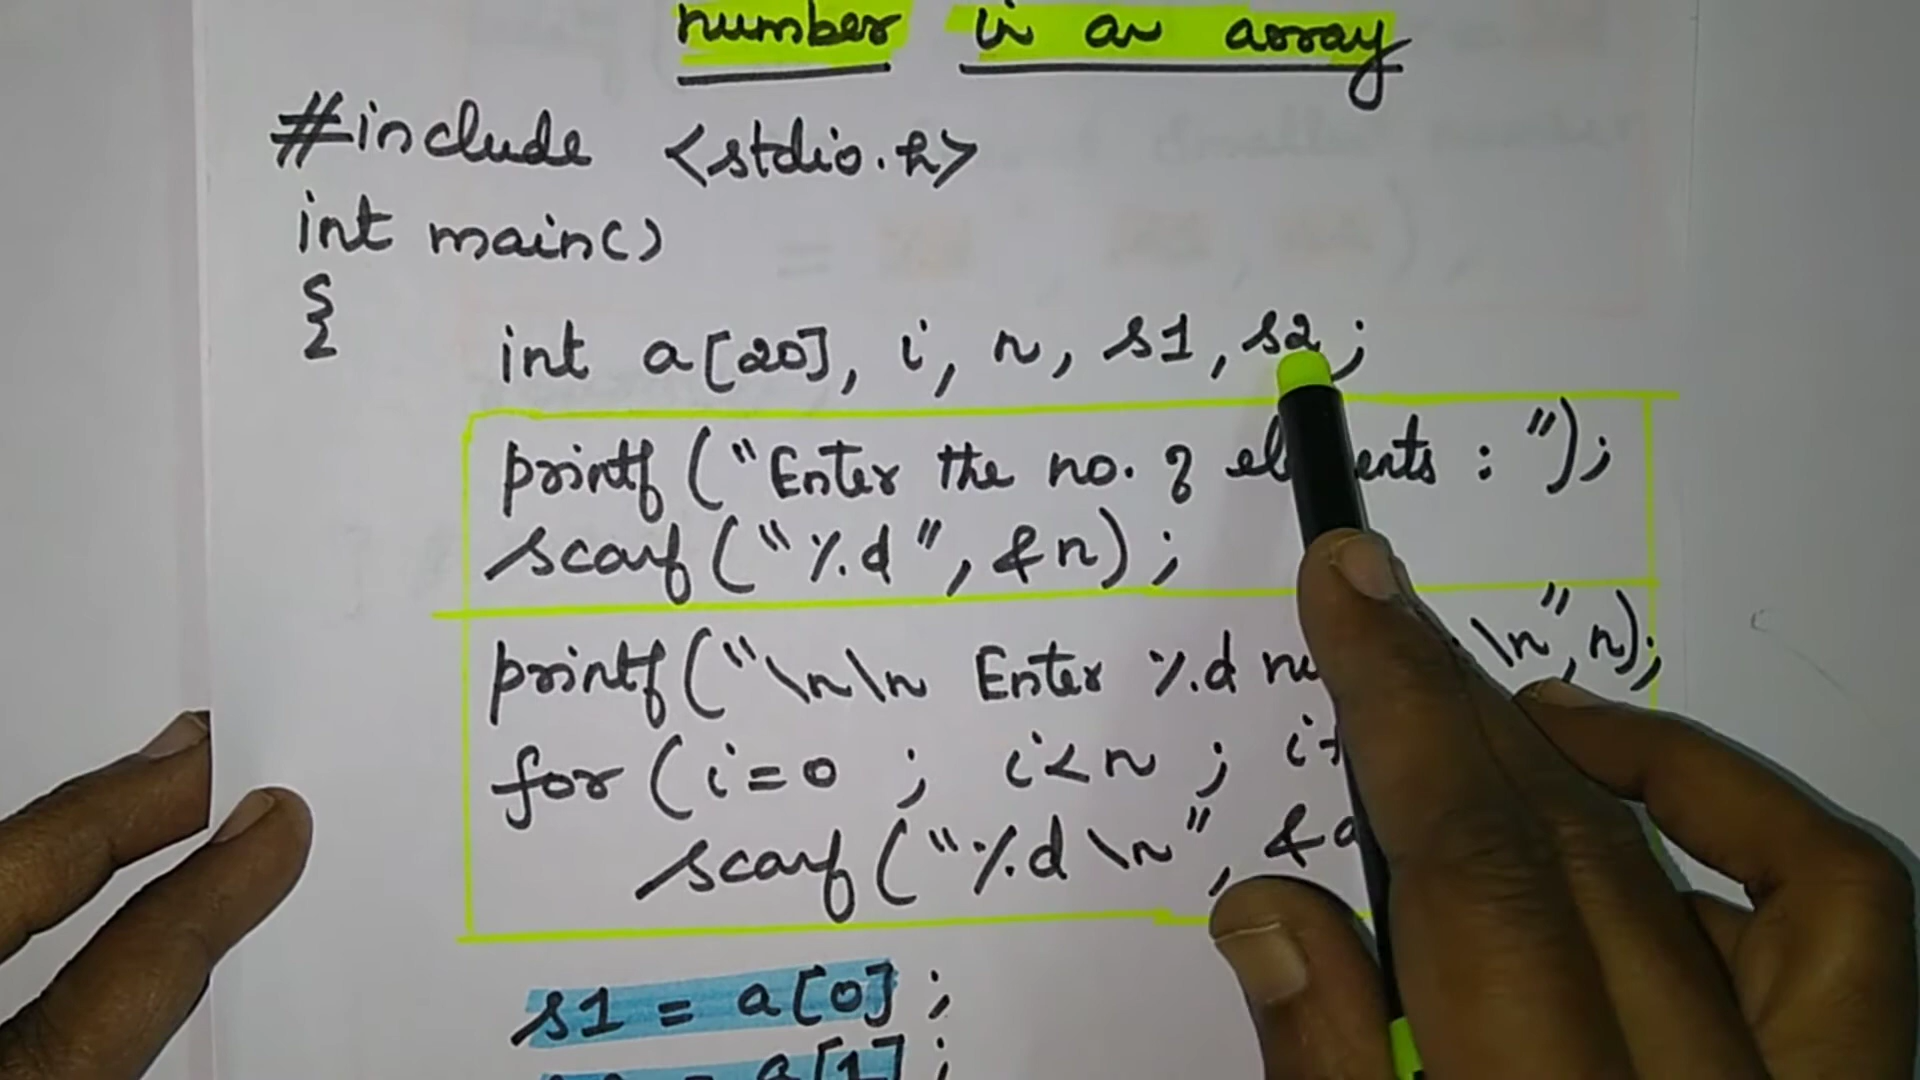 number in an array
#include <stdio.h>
int main()
{
int a[20], i, n, s1, s2;
printf("Enter the no. of elements : ");
scanf("%d", &n);
printf("\n\n Enter %d \n", n);
for (i=0 ; i<n ;
scanf("%d\n",
s1 = a[0];
= a[1];